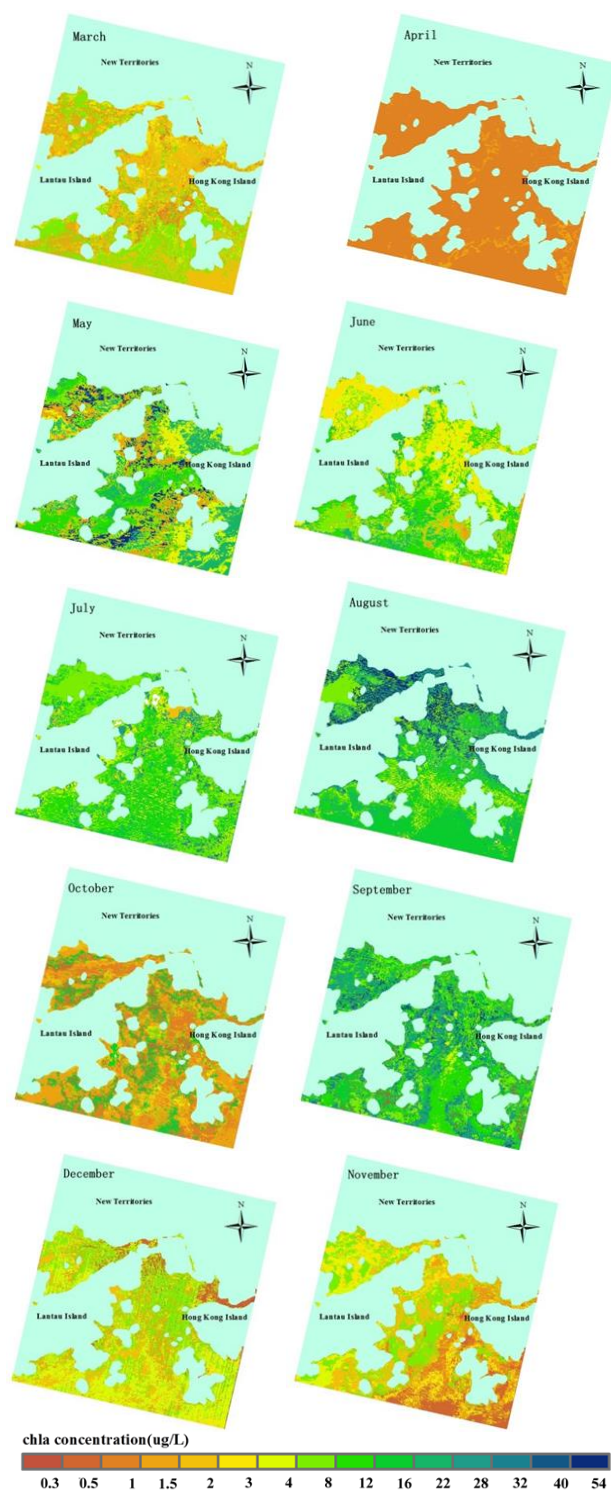 March
New Territories
N
Lantau Island
Hong Kong Island
April
New Territories
N
Lantau Island
Hong Kong Island
May
New Territories
N
Lantau Island
Hong Kong Island
June
New Territories
N
Lantau Island
Hong Kong Island
July
New Territories
N
Lantau Island
Hong Kong Island
August
New Territories
N
Lantau Island
Hong Kong Island
October
New Territories
N
Lantau Island
Hong Kong Island
September
New Territories
N
Lantau Island
Hong Kong Island
December
New Territories
N
Lantau Island
Hong Kong Island
November
New Territories
N
Lantau Island
Hong Kong Island
chla concentration(ug/L)
0.3 0.5 1 1.5 2 3 4 8 12 16 22 28 32 40 54